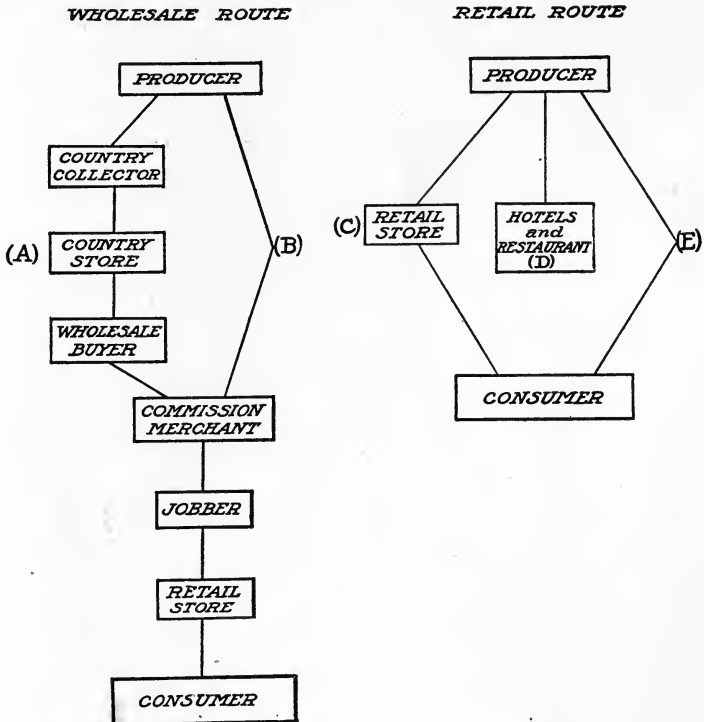 WHOLESALE ROUTE
PRODUCER
COUNTRY
COLLECTOR
(A)
COUNTRY
STORE
(B)
WHOLESALE
BUYER
COMMISSION
MERCHANT
JOBBER
RETAIL
STORE
CONSUMER
RETAIL ROUTE
PRODUCER
(C)
RETAIL
STORE
HOTELS
and
RESTAURANT
(D)
(E)
CONSUMER